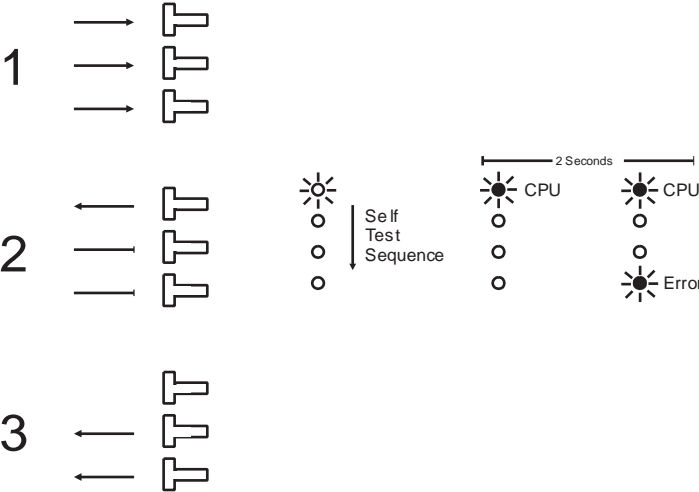 1
2 Seconds
CPU
CPU
Self
Test
Sequence
2
Error
3